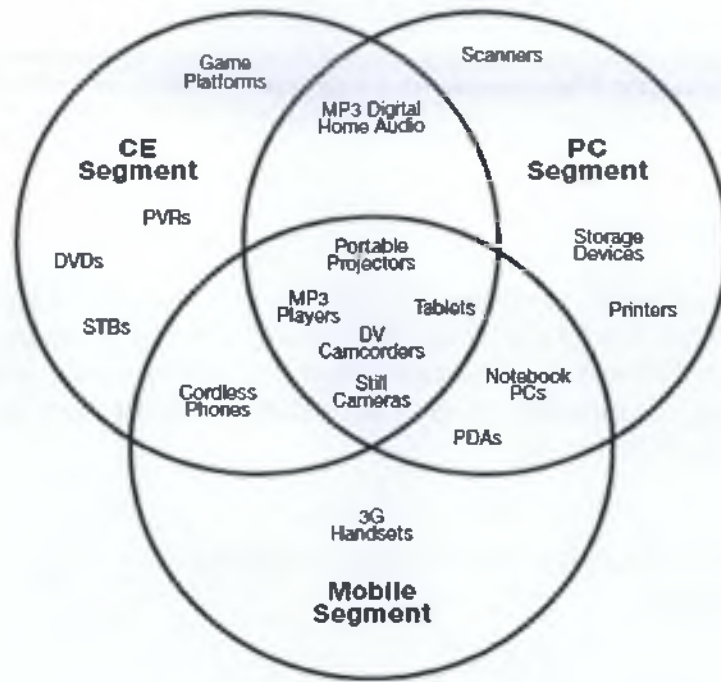 Game
Platforms
Scanners
MP3 Digital
Home Audio
CE
Segment
PC
Segment
PVRs
DVDs
STBs
Storage
Devices
Printers
Portable
Projectors
MP3
Players
Tablets
DV
Camcorders
Still
Cameras
Cordless
Phones
Notebook
PCs
PDAs
3G
Handsets
Mobile
Segment